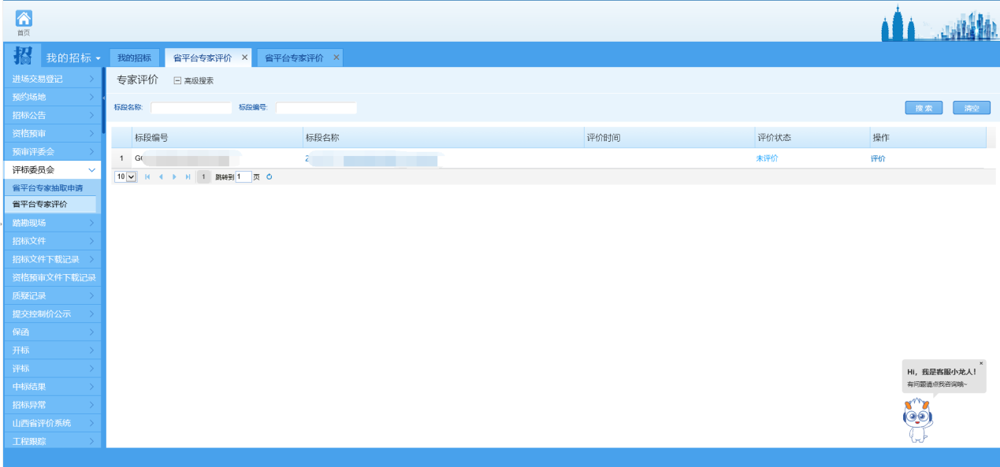 首页
招 我的招标
我的招标 省平台专家评价 × 省平台专家评价 ×
进场交易登记
预约场地
招标公告
资格预审
预审评委会
评标委员会
省平台专家抽取申请
省平台专家评价
踏勘现场
招标文件
招标文件下载记录
资格预审文件下载记录
质疑记录
提交控制价公示
保函
开标
评标
中标结果
招标异常
山西省评价系统
工程跟踪
专家评价 高级搜索
标段名称: 标段编号: 搜索 清空
标段编号 标段名称 评价时间 评价状态 操作
1 G 2 未评价 评价
10 1 跳转到 1 页
Hi，我是客服小龙人！ ×
有问题请点我咨询哦~